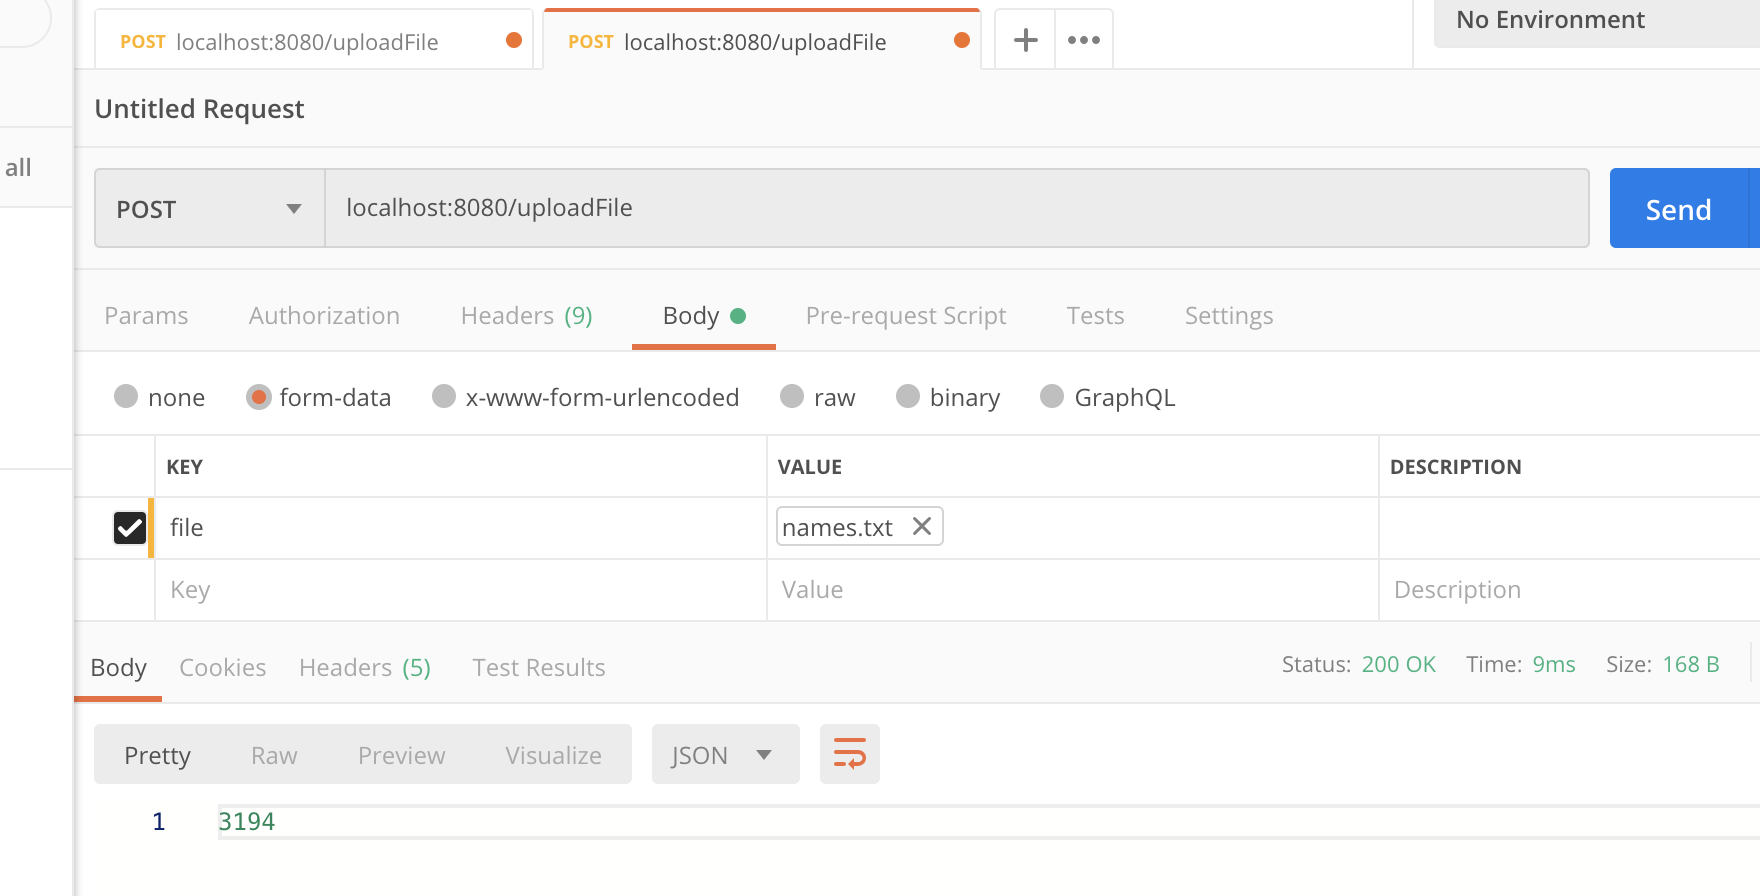 POST localhost:8080/uploadFile POST localhost:8080/uploadFile No Environment
Untitled Request
all
POST localhost:8080/uploadFile Send
Params Authorization Headers (9) Body Pre-request Script Tests Settings
none form-data x-www-form-urlencoded raw binary GraphQL
KEY VALUE DESCRIPTION
file names.txt
Key Value Description
Body Cookies Headers (5) Test Results Status: 200 OK Time: 9ms Size: 168 B
Pretty Raw Preview Visualize JSON
1 3194